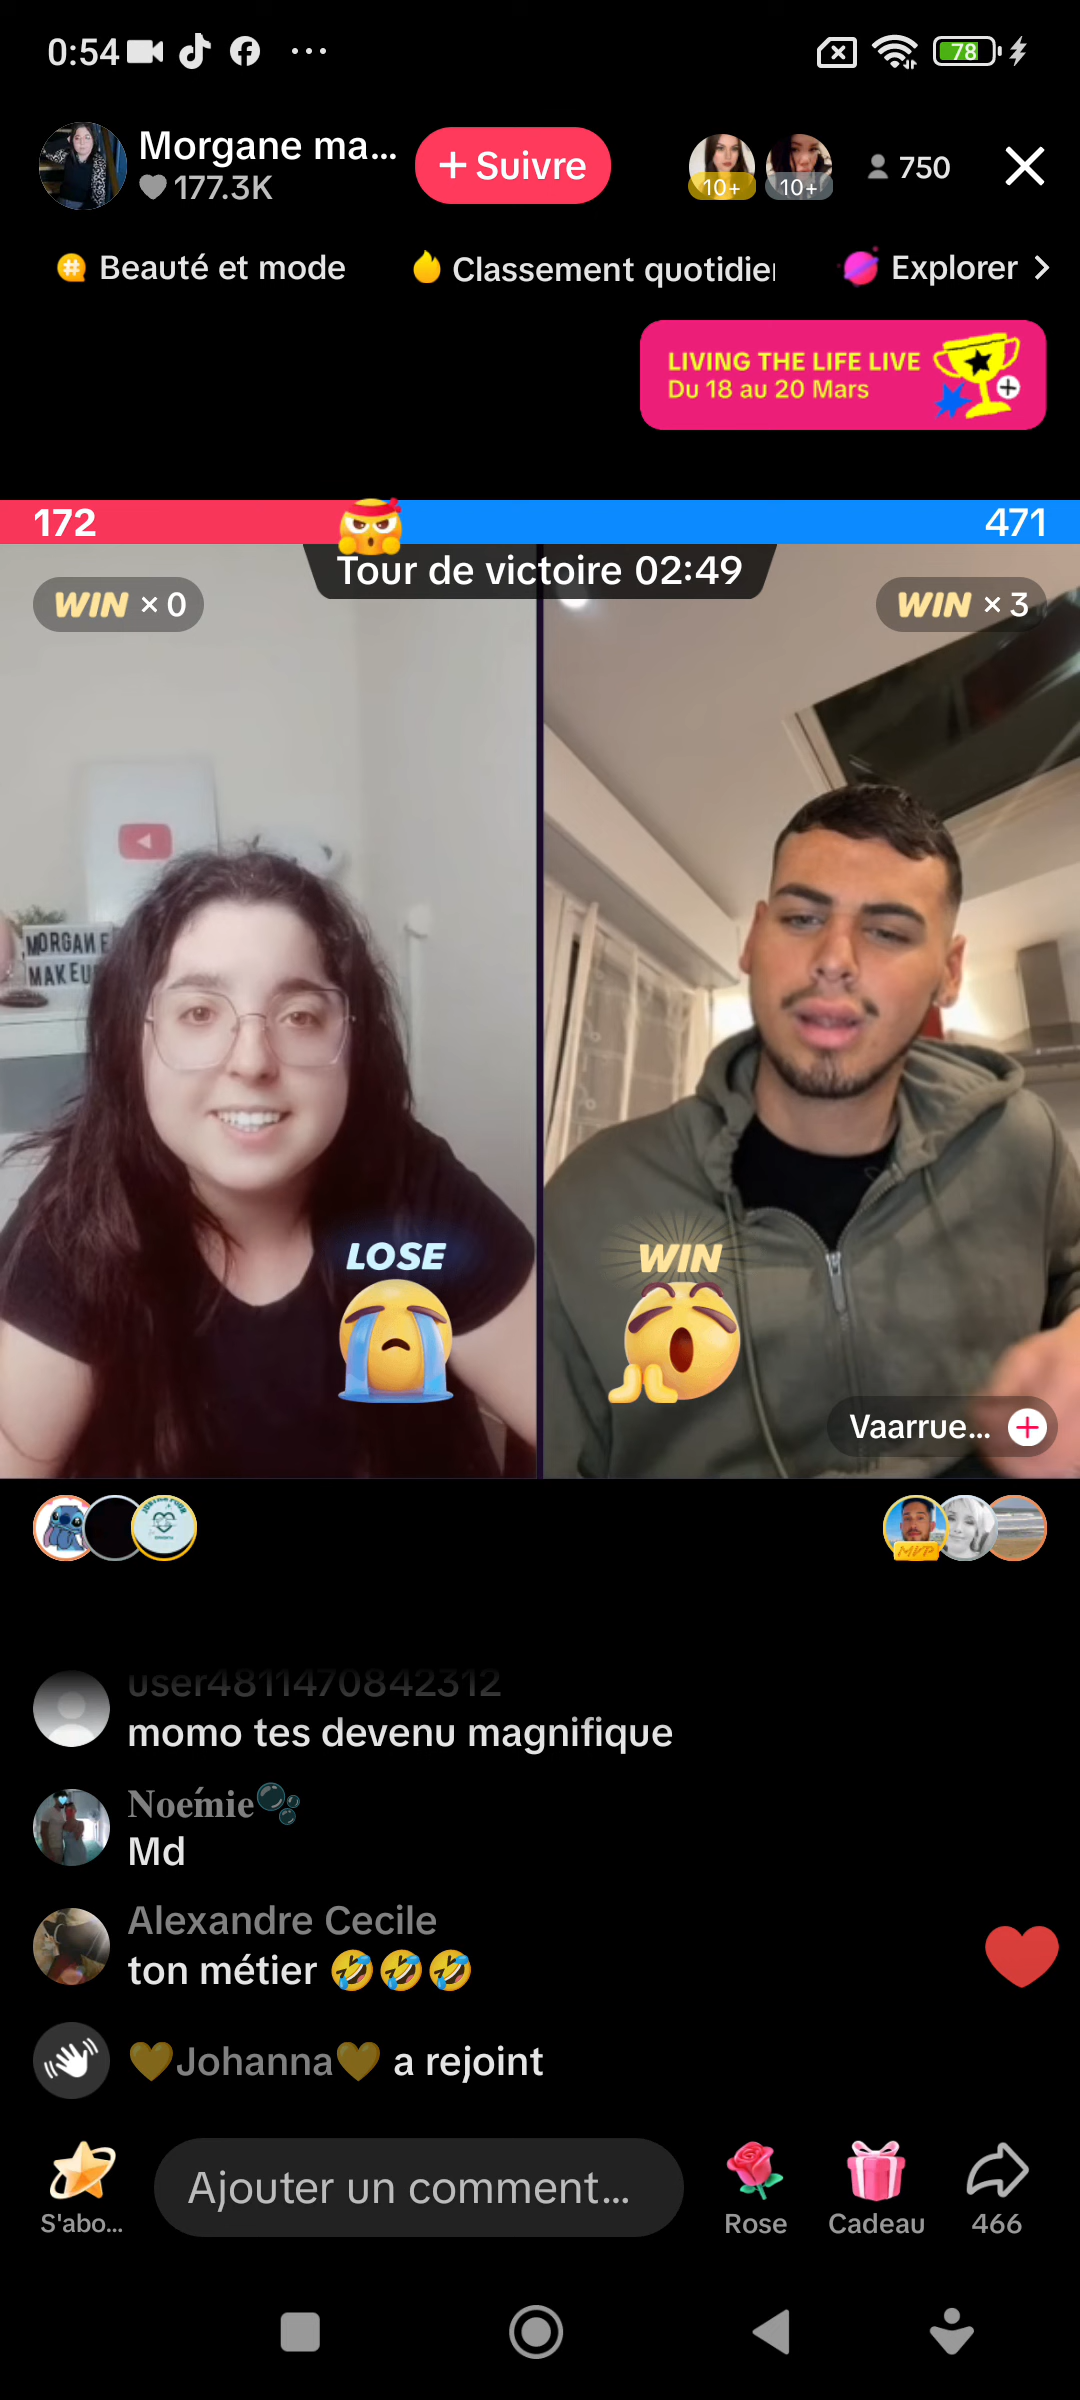 0:54
78
Morgane ma...
177.3K
+ Suivre
10+
10+
750
Beauté et mode
Classement quotidien
Explorer >
LIVING THE LIFE LIVE
Du 18 au 20 Mars
172
471
Tour de victoire 02:49
WIN × 0
WIN × 3
MORGANE
MAKEU
LOSE
WIN
Vaarrue...
MVP
user4811470842312
momo tes devenu magnifique
Noémie
Md
Alexandre Cecile
ton métier 🤣🤣🤣
💛Johanna💛 a rejoint
S'abo...
Ajouter un comment...
Rose
Cadeau
466